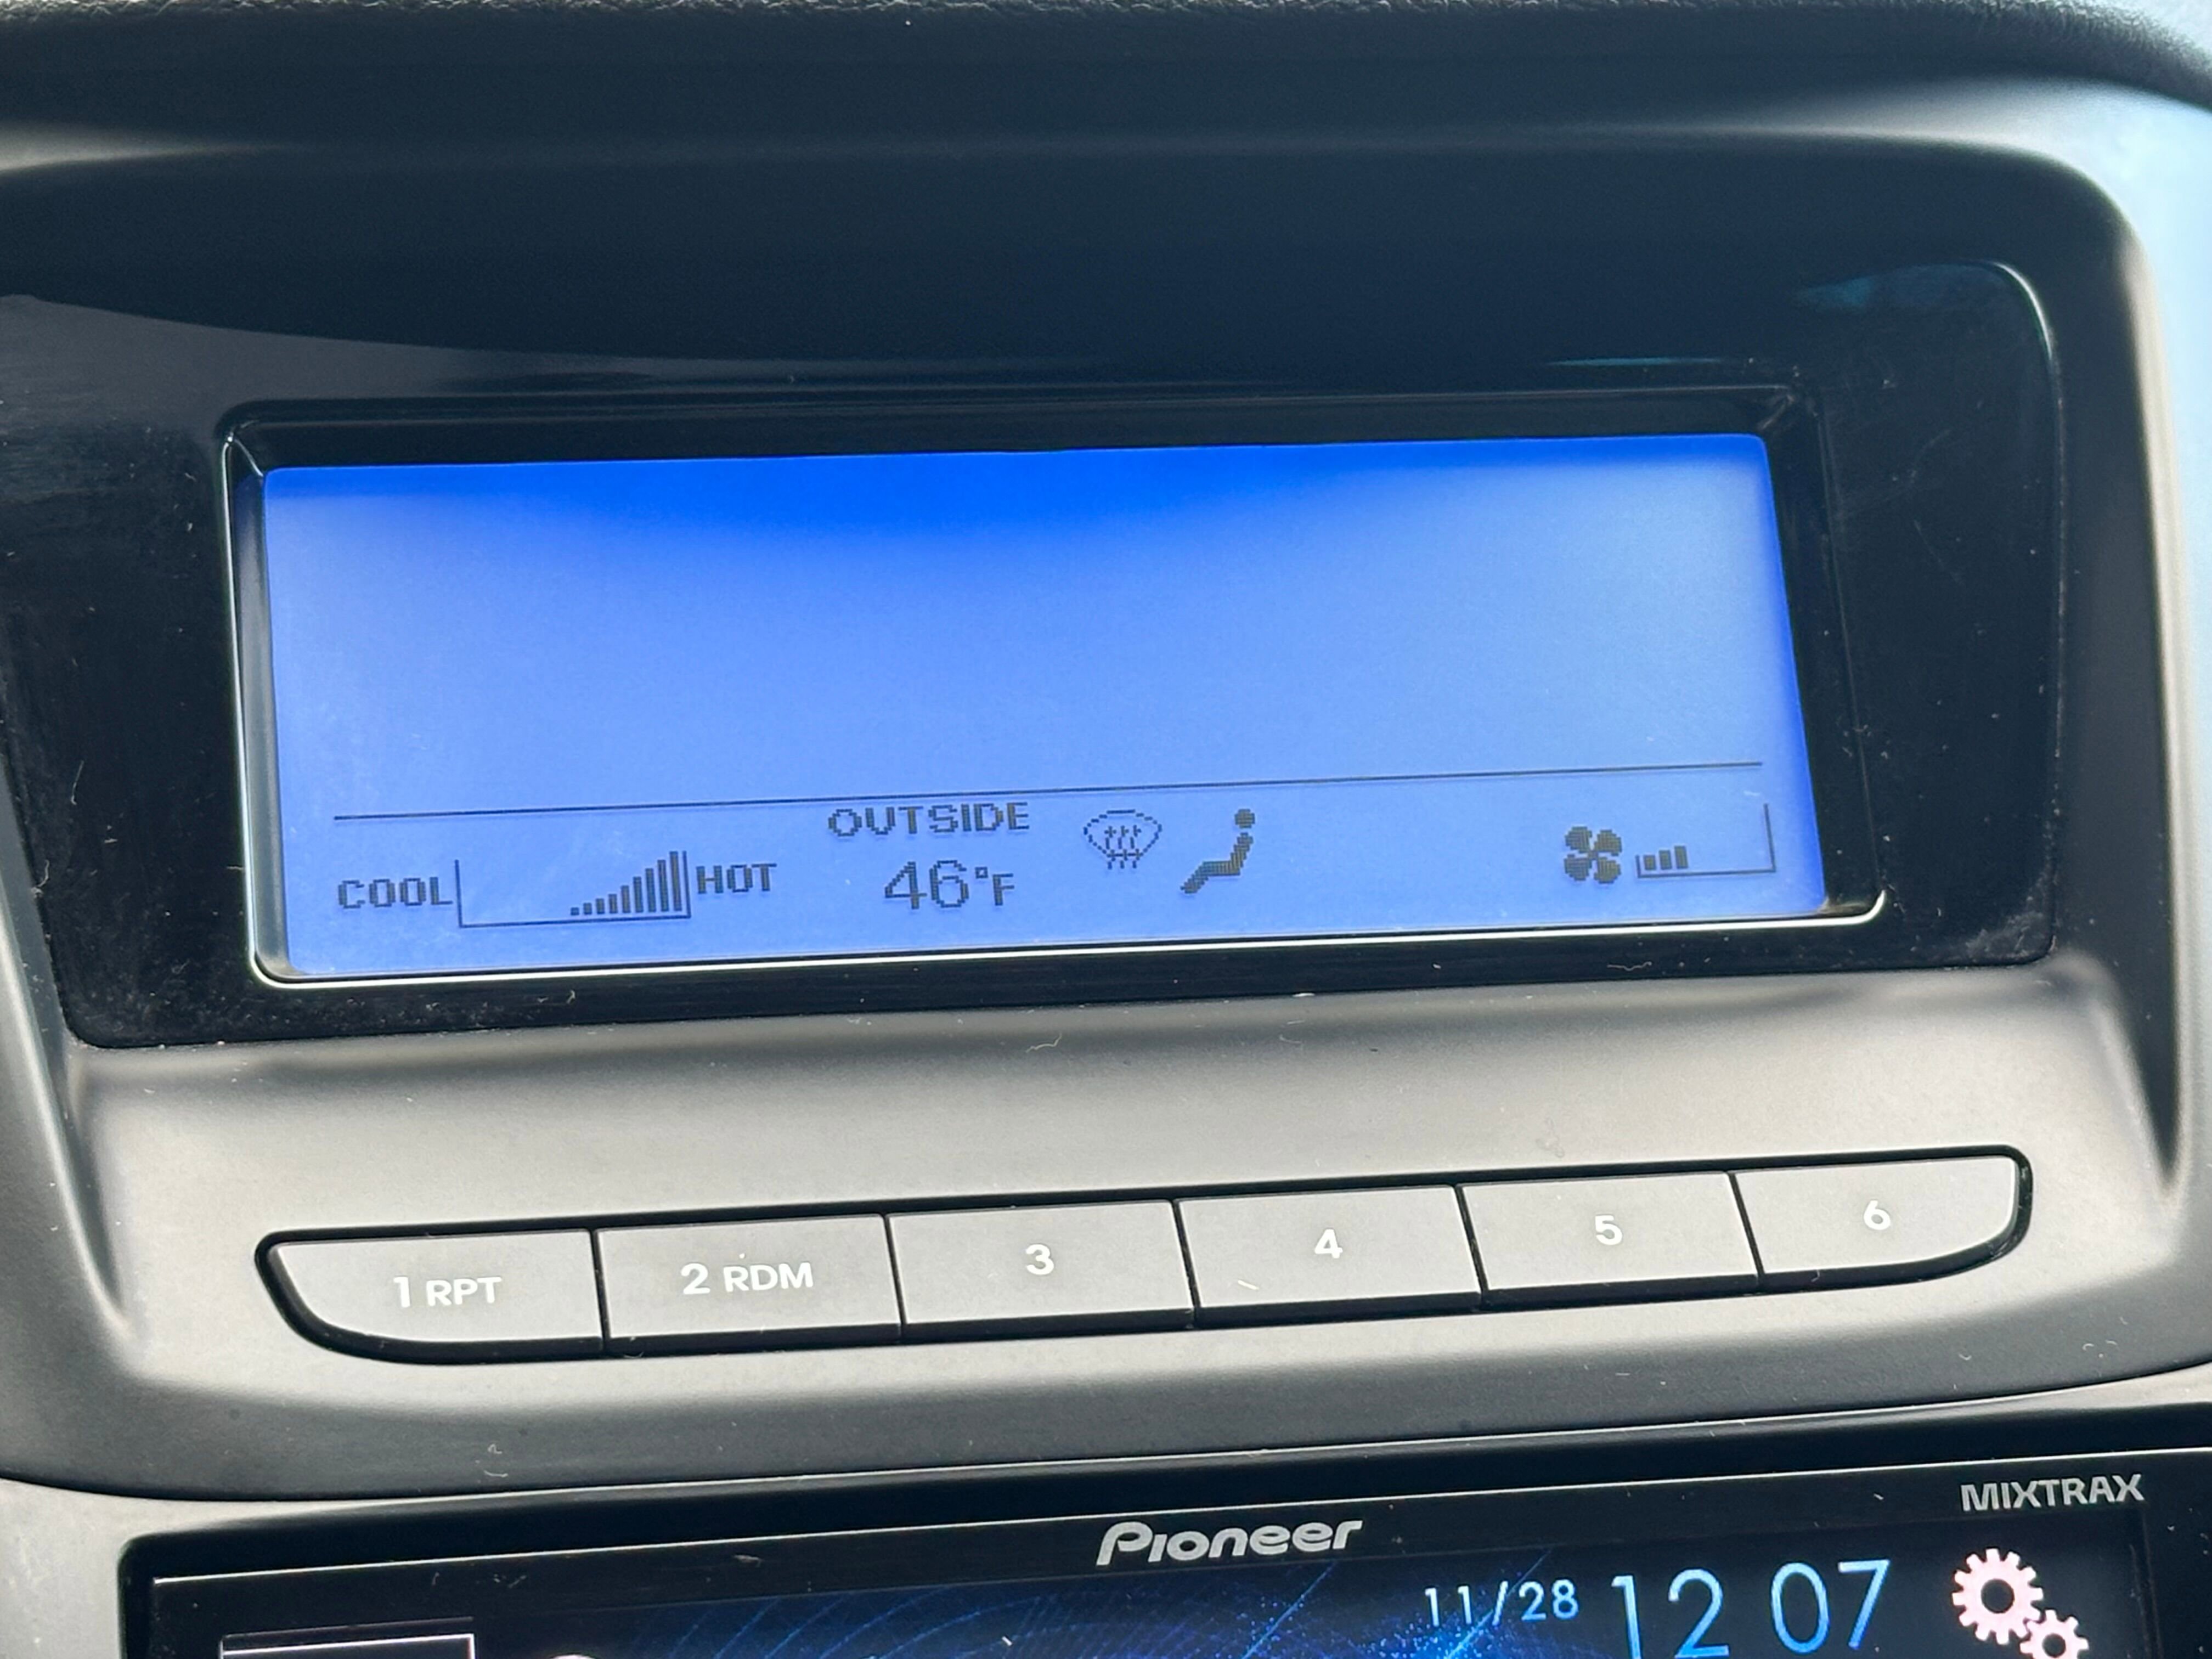 OUTSIDE
COOL HOT 46°F
1 RPT 2 RDM 3 4 5 6
MIXTRAX
Pioneer
11/28 12 07